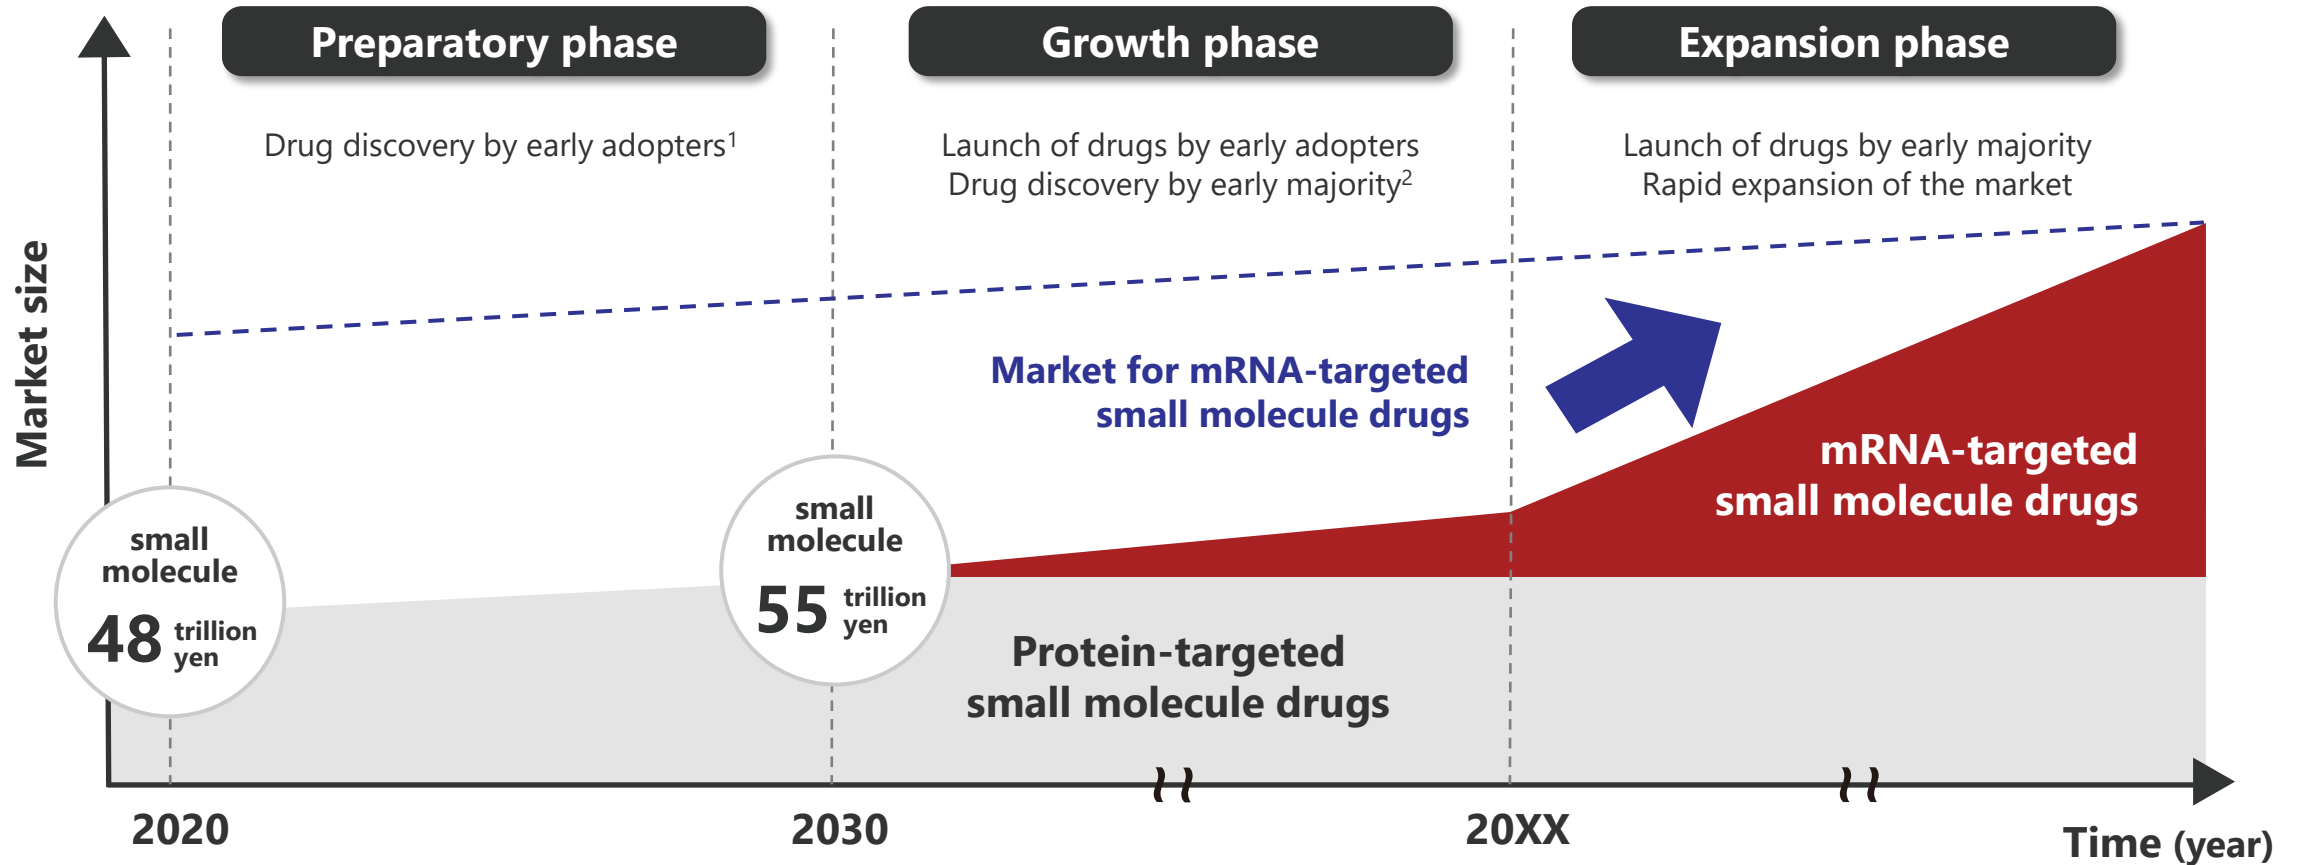 Preparatory phase
Growth phase
Expansion phase
Drug discovery by early adopters1
Launch of drugs by early adopters
Drug discovery by early majority2
Launch of drugs by early majority
Rapid expansion of the market
Market size
Market for mRNA-targeted
small molecule drugs
mRNA-targeted
small molecule drugs
small
molecule
48 trillion
yen
small
molecule
55 trillion
yen
Protein-targeted
small molecule drugs
2020
2030
20XX
Time (year)